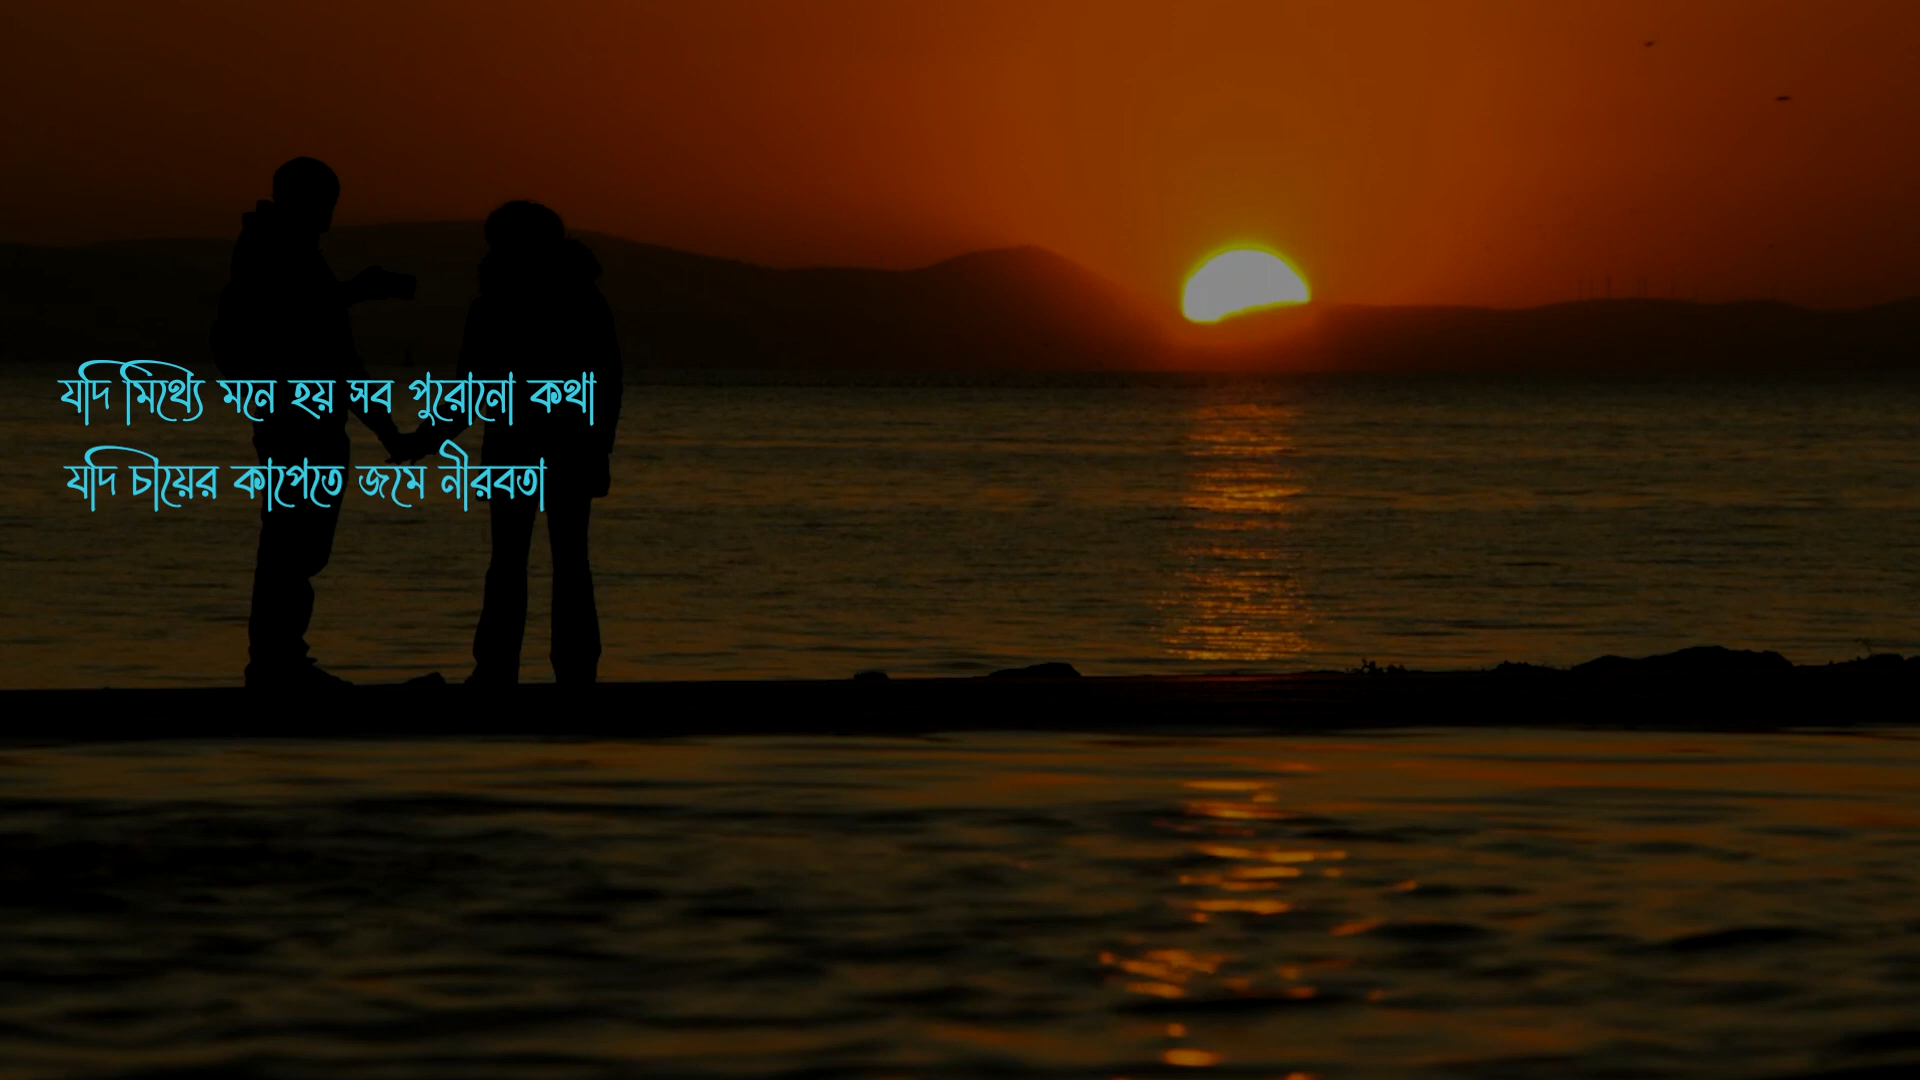 যদি মিথ্যে মনে হয় সব পুরোনো কথা
যদি চায়ের কাপেতে জমে নীরবতা